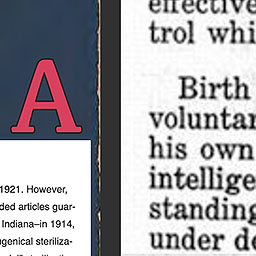 A
1921. However,
ded articles guar-
Indiana–in 1914,
genical steriliza-
effective
trol whi
Birth
voluntar
his own
intellige
standing
under de